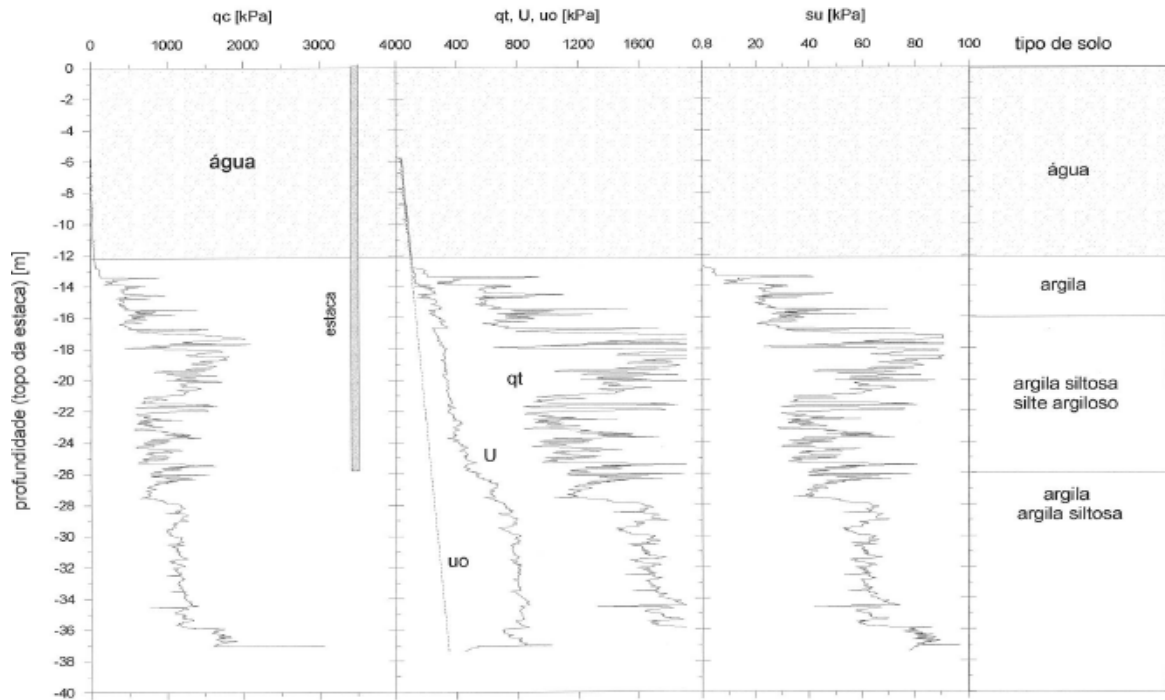 qc [kPa]
qt, U, uo [kPa]
su [kPa]
0 1000 2000 3000 4000 400 800 1200 1600 0.8 20 40 60 80 100
tipo de solo
0
-2
-4
-6
-8
-10
-12
-14
-16
-18
-20
-22
-24
-26
-28
-30
-32
-34
-36
-38
-40
profundidade (topo da estaca) [m]
água
estaca
qt
U
uo
água
argila
argila siltosa
silte argiloso
argila
argila siltosa